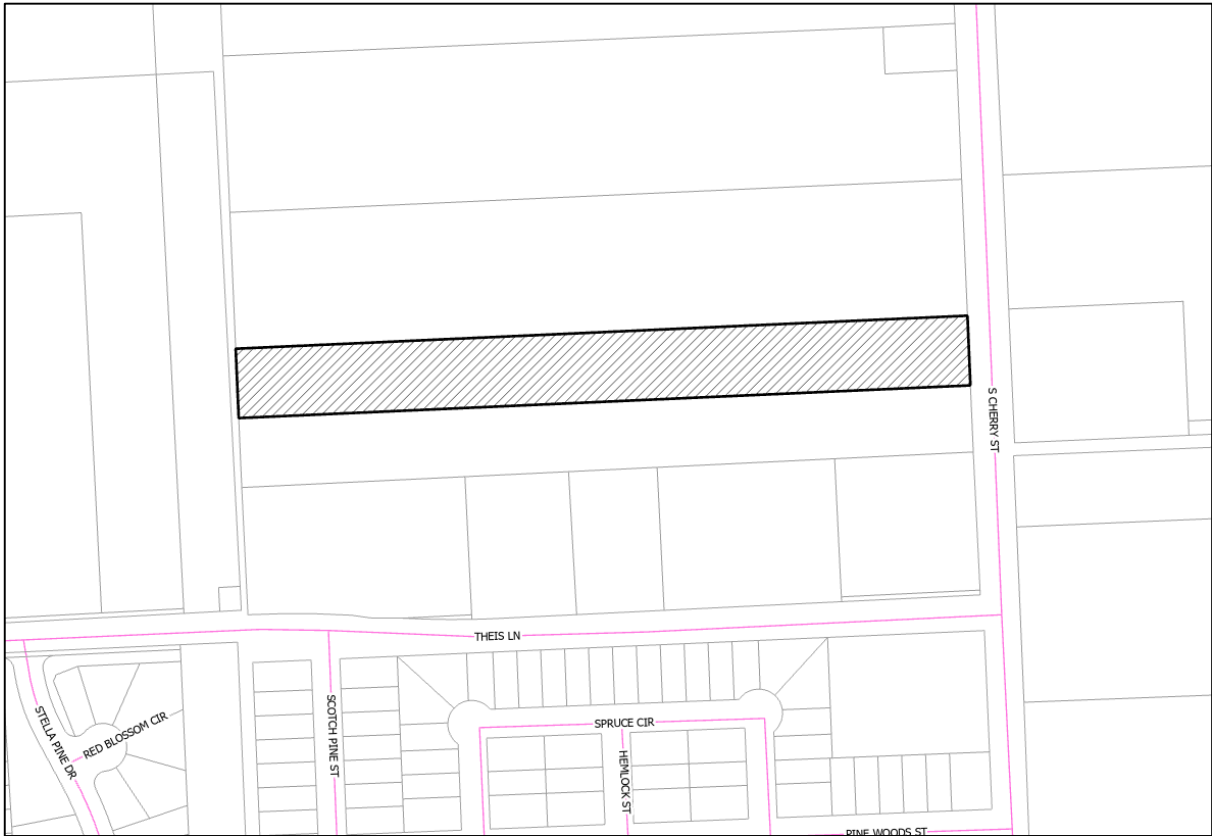 S CHERRY ST
THEIS LN
STELLA PINE DR
RED BLOSSOM CIR
SCOTCH PINE ST
SPRUCE CIR
HEMLOCK ST
PINE WOODS ST